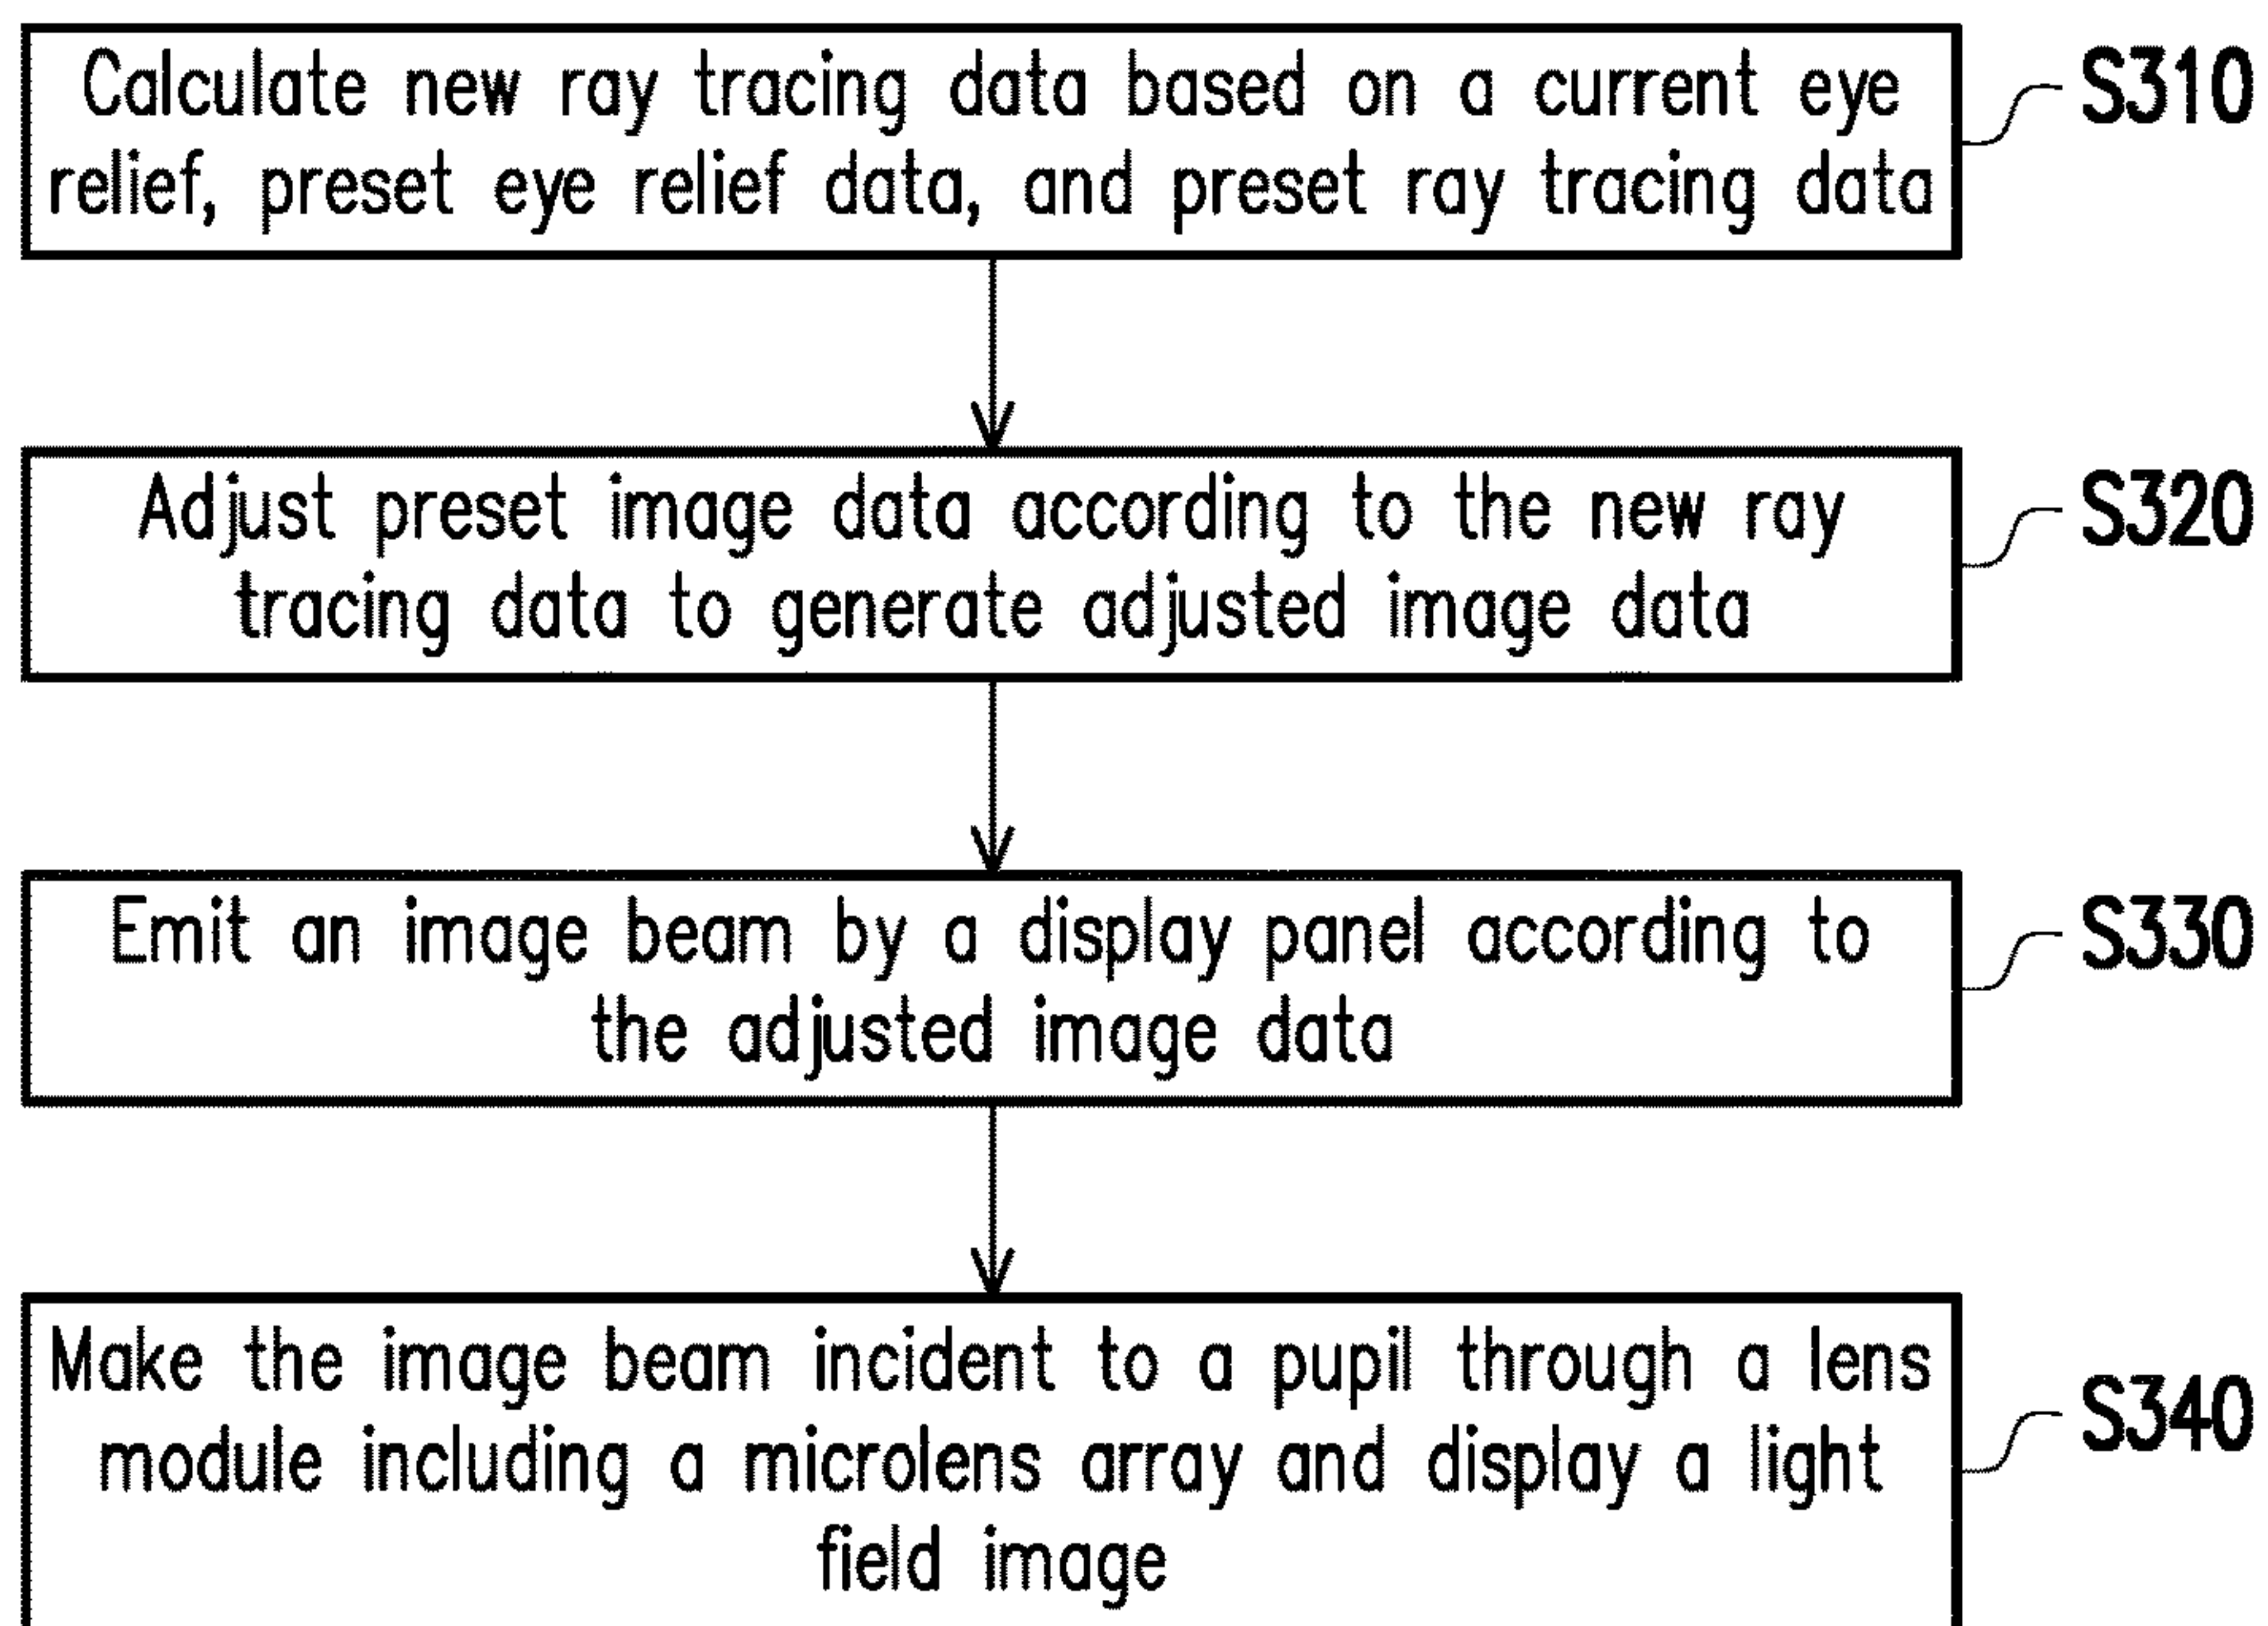 Calculate new ray tracing data based on a current eye
relief, preset eye relief data, and preset ray tracing data
S310
Adjust preset image data according to the new ray
tracing data to generate adjusted image data
S320
Emit an image beam by a display panel according to
the adjusted image data
S330
Make the image beam incident to a pupil through a lens
module including a microlens array and display a light
field image
S340